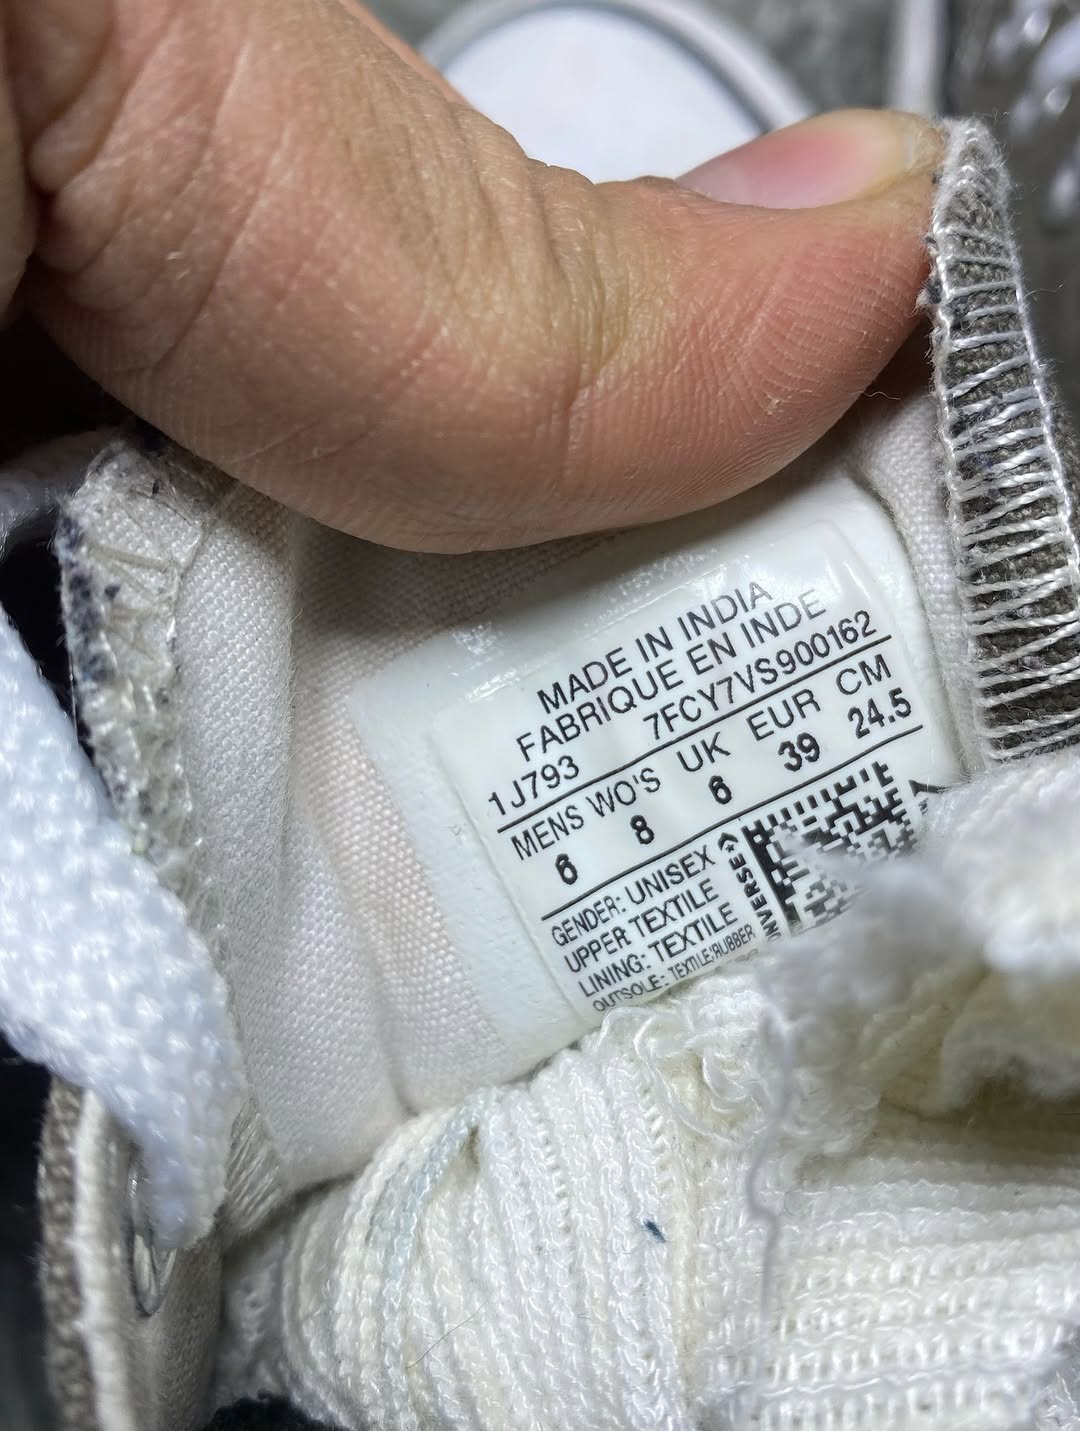 MADE IN INDIA
FABRIQUE EN INDE
1J793 7FCY7VS900162
MENS WO'S UK EUR CM
6 8 6 39 24.5
GENDER: UNISEX
UPPER TEXTILE
LINING: TEXTILE
OUTSOLE: TEXTILE/RUBBER